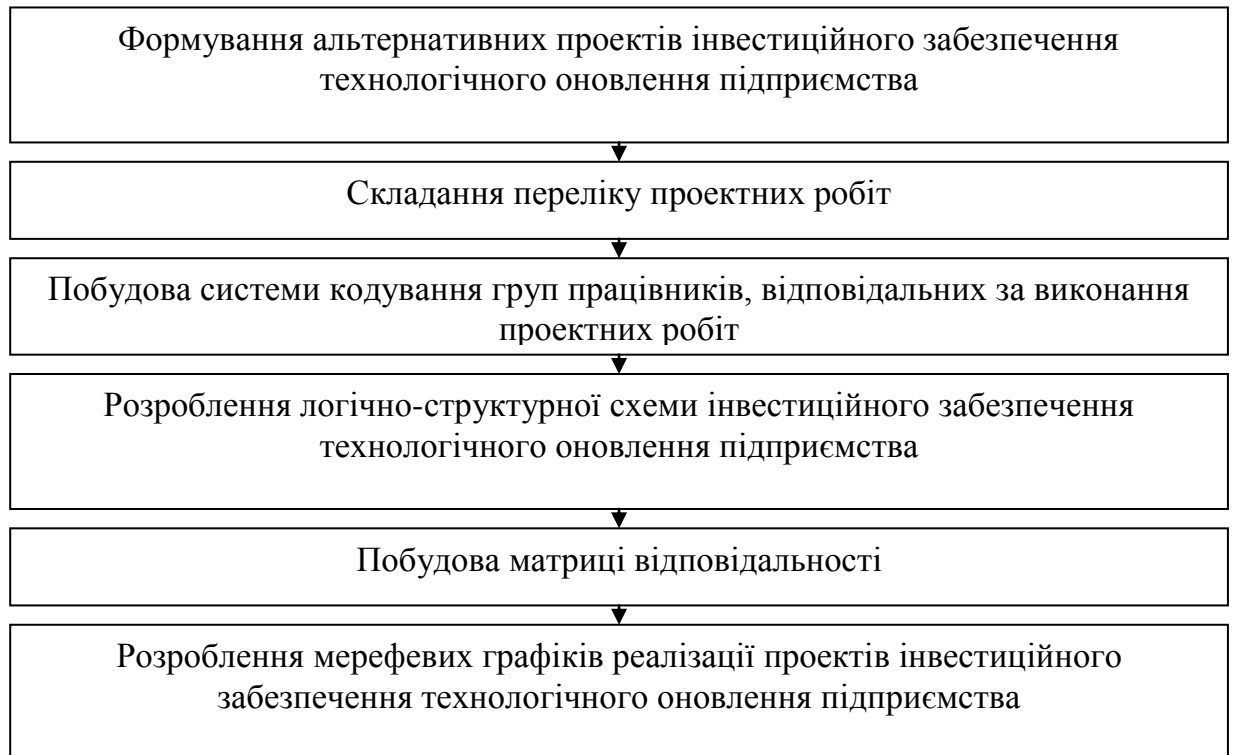 Формування альтернативних проектів інвестиційного забезпечення
технологічного оновлення підприємства
Складання переліку проектних робіт
Побудова системи кодування груп працівників, відповідальних за виконання
проектних робіт
Розроблення логічно-структурної схеми інвестиційного забезпечення
технологічного оновлення підприємства
Побудова матриці відповідальності
Розроблення мерефевих графіків реалізації проектів інвестиційного
забезпечення технологічного оновлення підприємства